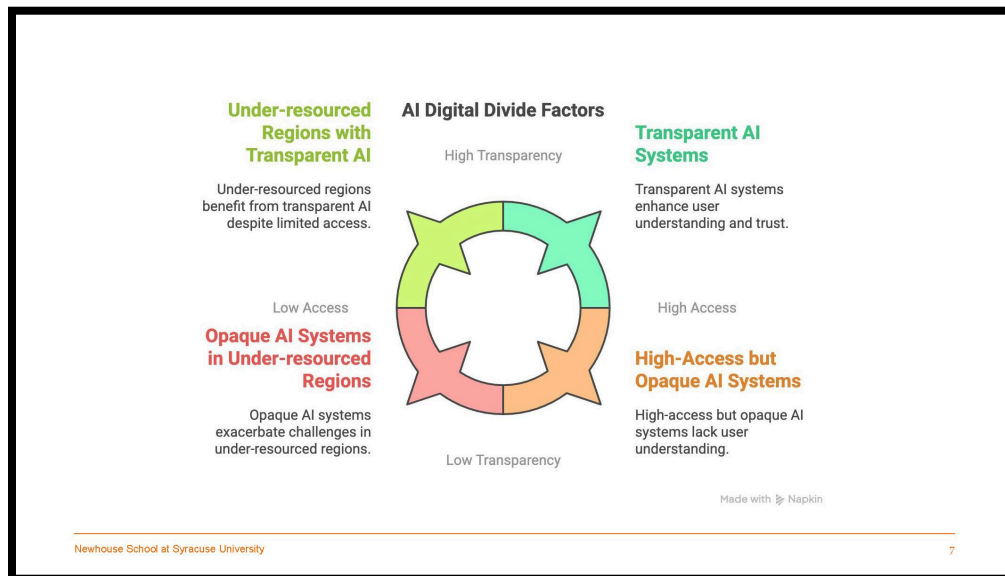 AI Digital Divide Factors
High Transparency
Under-resourced
Regions with
Transparent AI
Under-resourced regions
benefit from transparent AI
despite limited access.
Transparent AI
Systems
Transparent AI systems
enhance user
understanding and trust.
Low Access
High Access
Opaque AI Systems
in Under-resourced
Regions
Opaque AI systems
exacerbate challenges in
under-resourced regions.
High-Access but
Opaque AI Systems
High-access but opaque AI
systems lack user
understanding.
Low Transparency
Made with Napkin
Newhouse School at Syracuse University
7